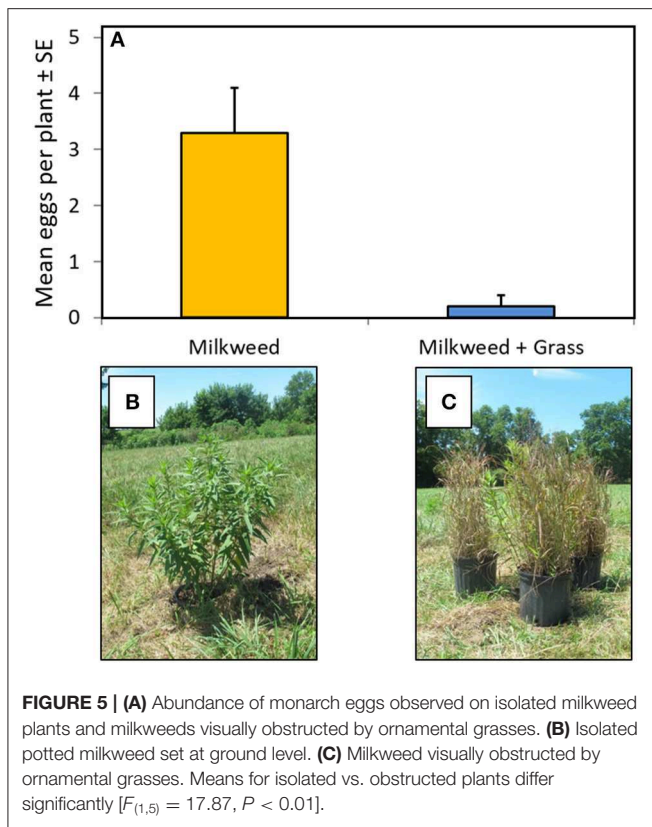 (A)
5
4
3
2
1
0
Mean eggs per plant ± SE
Milkweed
Milkweed + Grass
B
C
FIGURE 5 | (A) Abundance of monarch eggs observed on isolated milkweed
plants and milkweeds visually obstructed by ornamental grasses. (B) Isolated
potted milkweed set at ground level. (C) Milkweed visually obstructed by
ornamental grasses. Means for isolated vs. obstructed plants differ
significantly [F(1,5) = 17.87, P < 0.01].